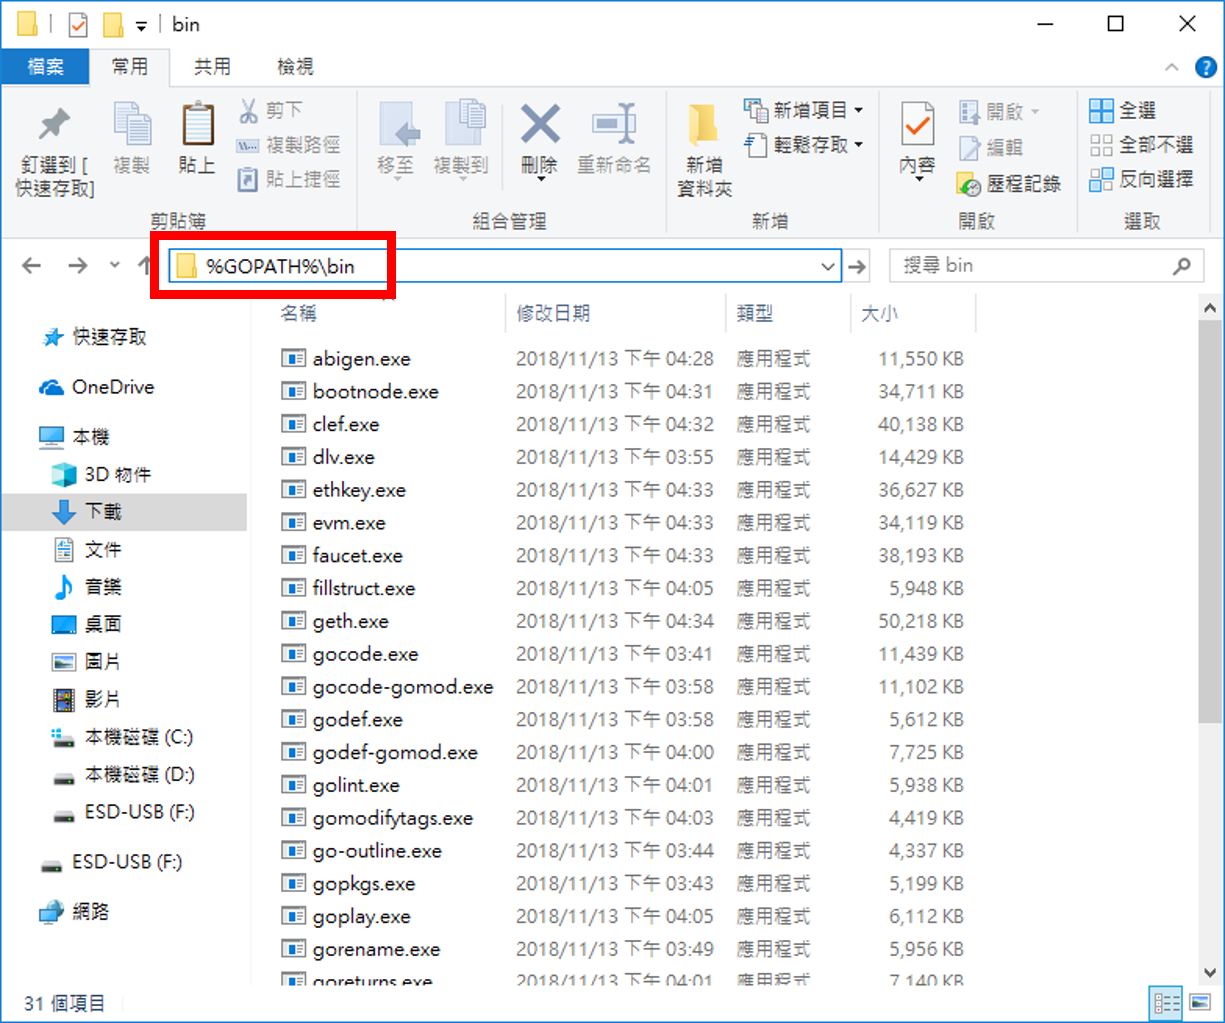 bin
檔案 常用 共用 檢視
釘選到 [
快速存取]
複製
貼上
剪下
複製路徑
貼上捷徑
剪貼簿
移至
複製到
刪除
重新命名
組合管理
新增
資料夾
新增項目
輕鬆存取
新增
內容
開啟
編輯
歷程記錄
開啟
全選
全部不選
反向選擇
選取
%GOPATH%\bin
搜尋 bin
快速存取
OneDrive
本機
3D 物件
下載
文件
音樂
桌面
圖片
影片
本機磁碟 (C:)
本機磁碟 (D:)
ESD-USB (F:)
ESD-USB (F:)
網路
名稱 修改日期 類型 大小
abigen.exe 2018/11/13 下午 04:28 應用程式 11,550 KB
bootnode.exe 2018/11/13 下午 04:31 應用程式 34,711 KB
clef.exe 2018/11/13 下午 04:32 應用程式 40,138 KB
dlv.exe 2018/11/13 下午 03:55 應用程式 14,429 KB
ethkey.exe 2018/11/13 下午 04:33 應用程式 36,627 KB
evm.exe 2018/11/13 下午 04:33 應用程式 34,119 KB
faucet.exe 2018/11/13 下午 04:33 應用程式 38,193 KB
fillstruct.exe 2018/11/13 下午 04:05 應用程式 5,948 KB
geth.exe 2018/11/13 下午 04:34 應用程式 50,218 KB
gocode.exe 2018/11/13 下午 03:41 應用程式 11,439 KB
gocode-gomod.exe 2018/11/13 下午 03:58 應用程式 11,102 KB
godef.exe 2018/11/13 下午 03:58 應用程式 5,612 KB
godef-gomod.exe 2018/11/13 下午 04:00 應用程式 7,725 KB
golint.exe 2018/11/13 下午 04:01 應用程式 5,938 KB
gomodifytags.exe 2018/11/13 下午 04:03 應用程式 4,419 KB
go-outline.exe 2018/11/13 下午 03:44 應用程式 4,337 KB
gopkgs.exe 2018/11/13 下午 03:43 應用程式 5,199 KB
goplay.exe 2018/11/13 下午 04:05 應用程式 6,112 KB
gorename.exe 2018/11/13 下午 03:49 應用程式 5,956 KB
goreturns.exe 2018/11/13 下午 04:01 應用程式 7,140 KB
31 個項目